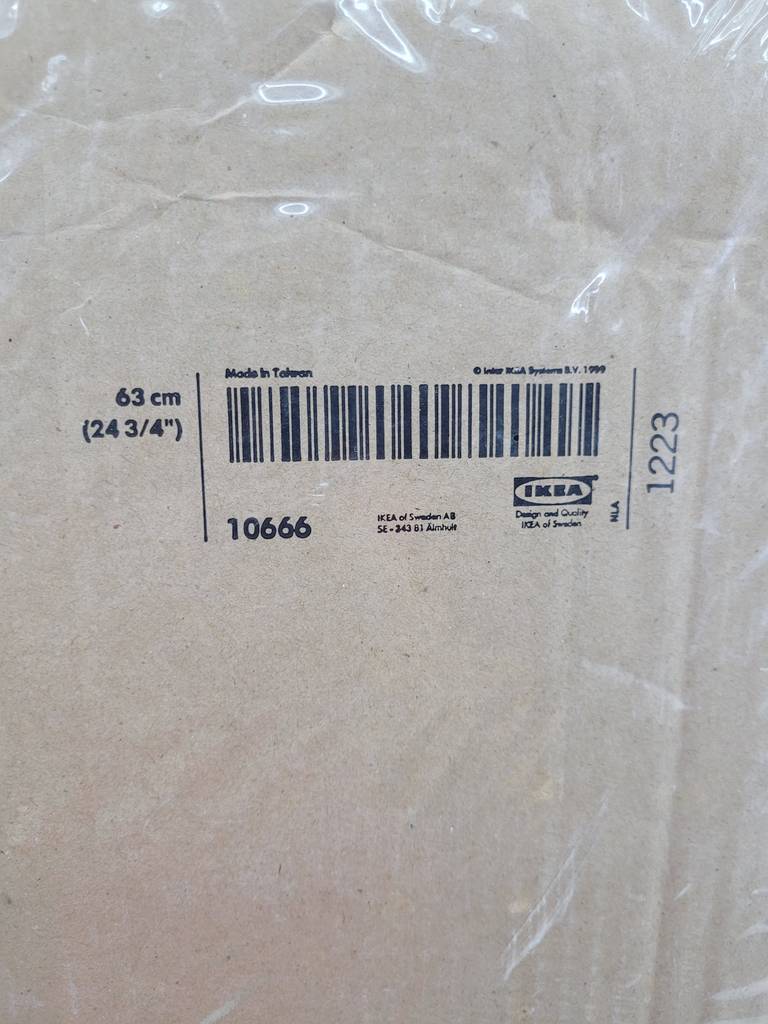 Made in Taiwan
© Inter IKEA Systems B.V. 1999
63 cm
(24 3/4")
10666
IKEA of Sweden AB
SE - 343 81 Älmhult
IKEA
Design and Quality
IKEA of Sweden
NLA
1223